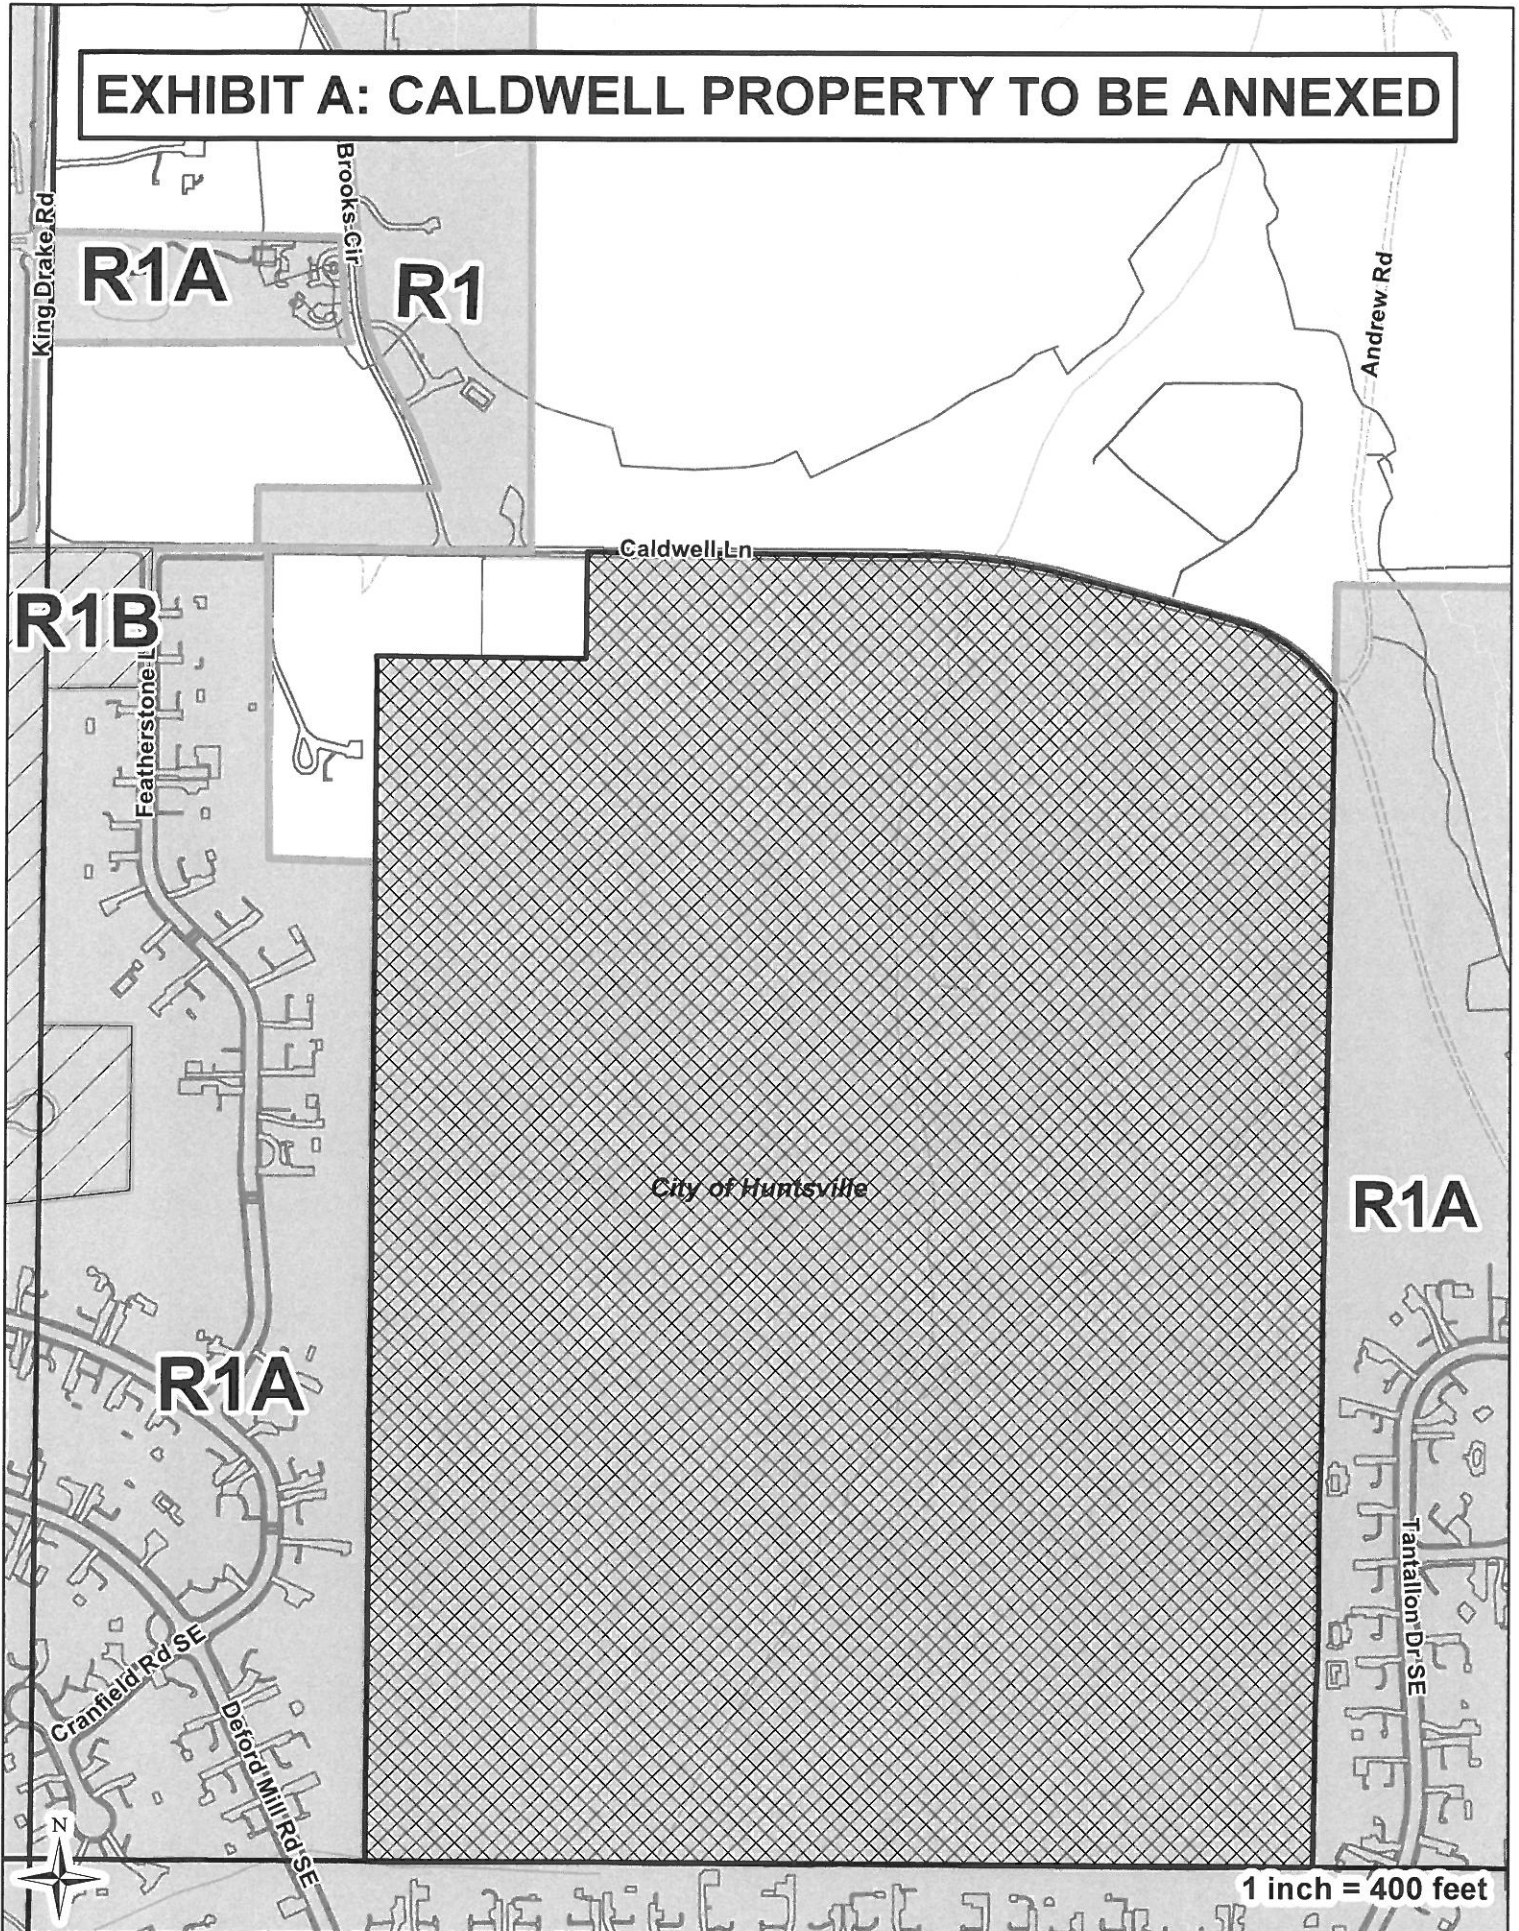 EXHIBIT A: CALDWELL PROPERTY TO BE ANNEXED
King Drake Rd
Brooks Cir
R1A
R1
Andrew Rd
Caldwell Ln
R1B
Featherstone L
City of Huntsville
R1A
R1A
Tantallon Dr SE
Cranfield Rd SE
Deford Mill Rd SE
N
1 inch = 400 feet